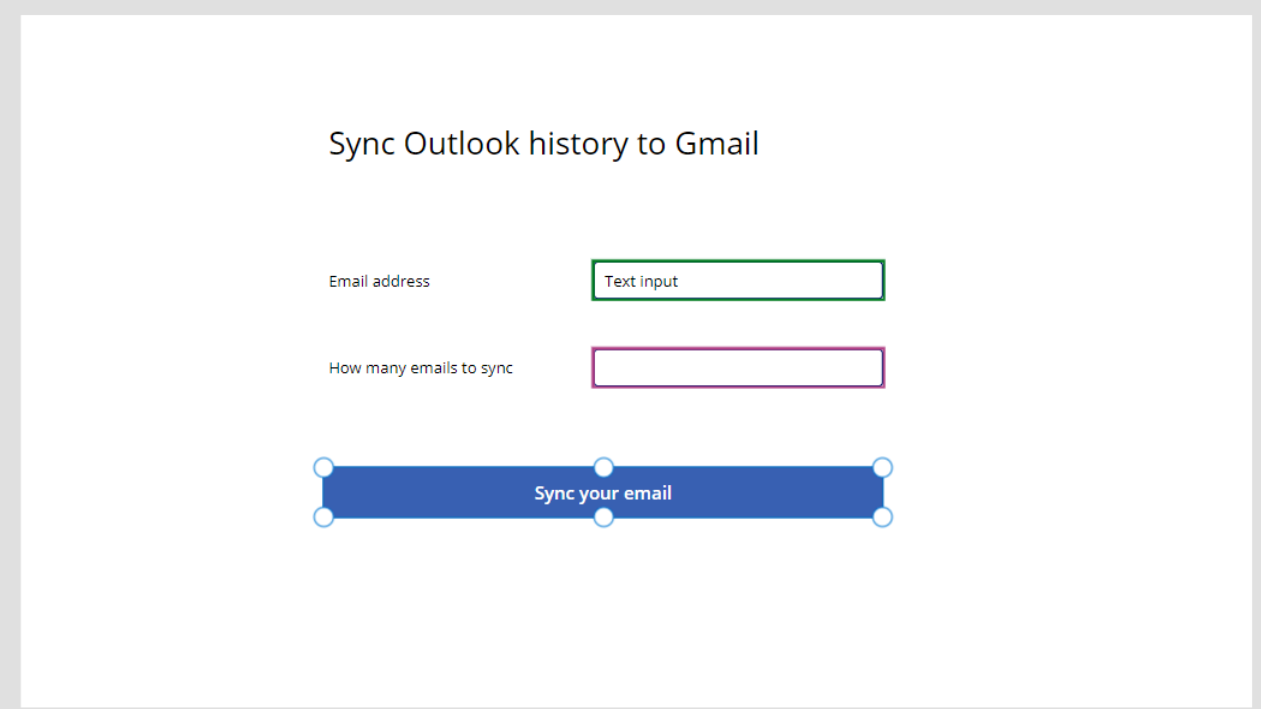 Sync Outlook history to Gmail
Email address
Text input
How many emails to sync
Sync your email